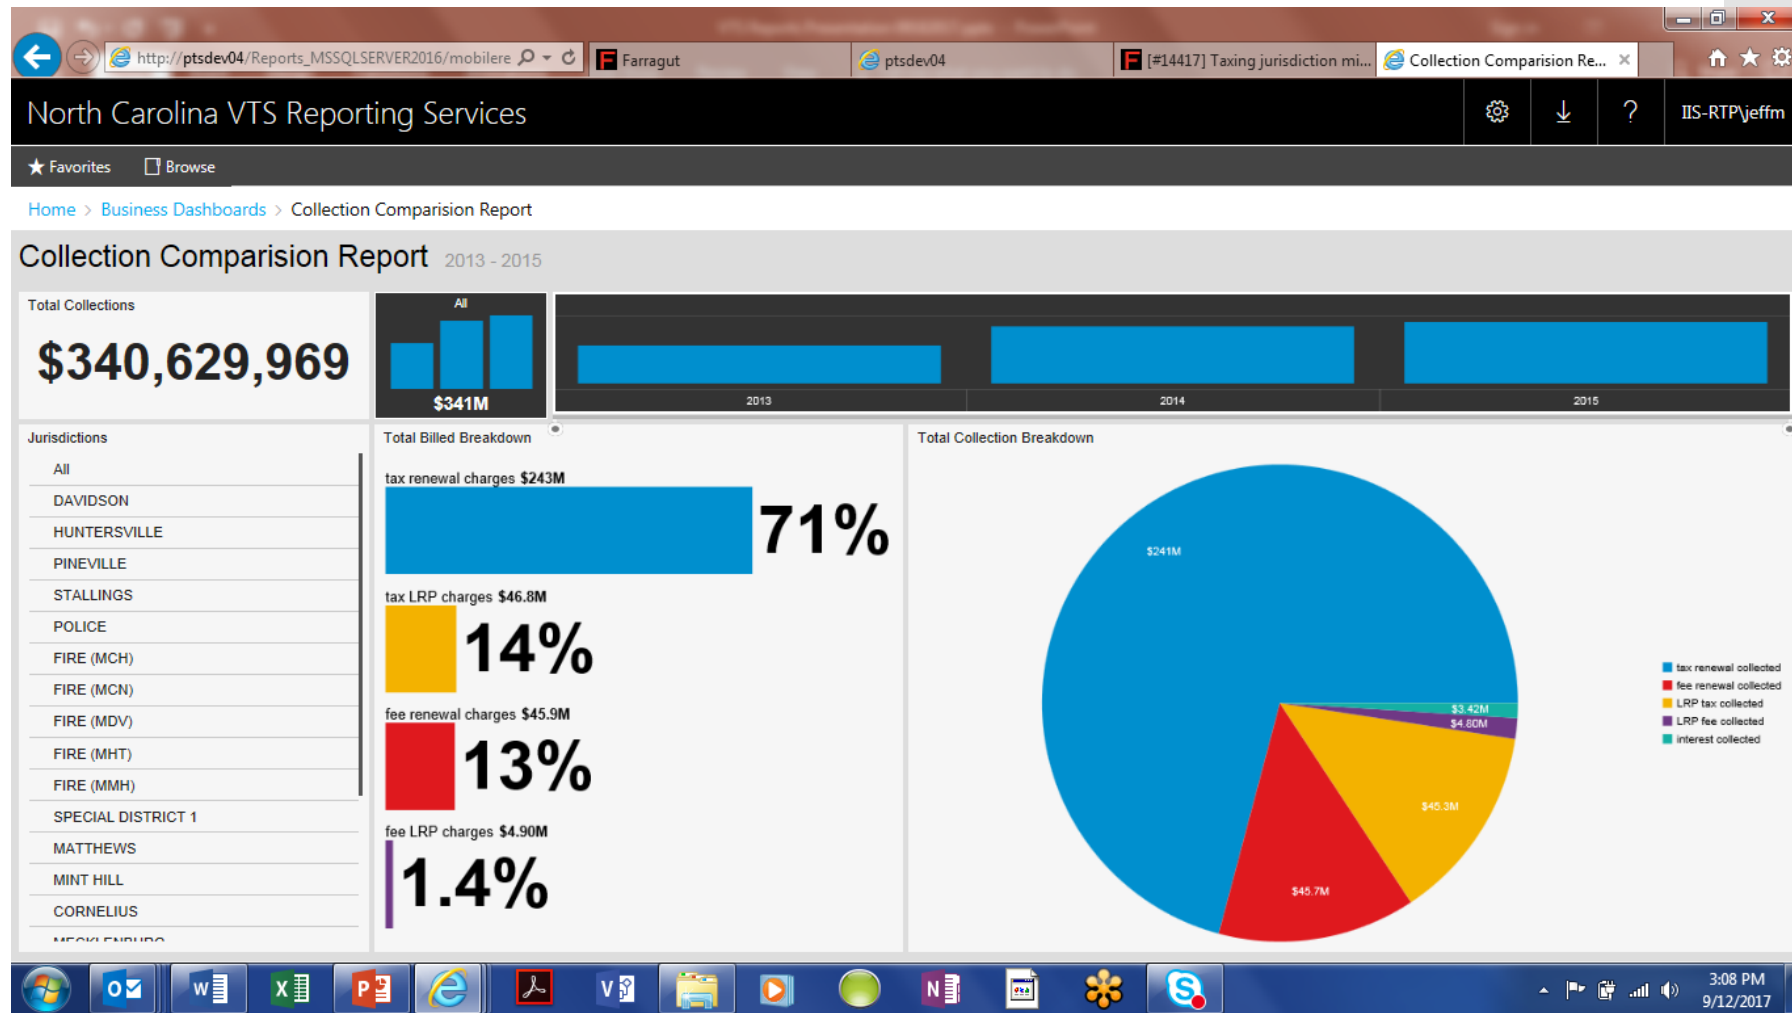 http://ptsdev04/Reports_MSSQLSERVER2016/mobilere
Farragut
ptsdev04
[#14417] Taxing jurisdiction mi...
Collection Comparision Re...
North Carolina VTS Reporting Services
?
IIS-RTP\jeffm
Favorites
Browse
Home > Business Dashboards > Collection Comparision Report
Collection Comparision Report 2013 - 2015
Total Collections
$340,629,969
All
$341M
2013
2014
2015
Jurisdictions
All
DAVIDSON
HUNTERSVILLE
PINEVILLE
STALLINGS
POLICE
FIRE (MCH)
FIRE (MCN)
FIRE (MDV)
FIRE (MHT)
FIRE (MMH)
SPECIAL DISTRICT 1
MATTHEWS
MINT HILL
CORNELIUS
MECKLENBURG
Total Billed Breakdown
tax renewal charges $243M
71%
tax LRP charges $46.8M
14%
fee renewal charges $45.9M
13%
fee LRP charges $4.90M
1.4%
Total Collection Breakdown
$241M
$3.42M
$4.80M
$45.3M
$45.7M
tax renewal collected
fee renewal collected
LRP tax collected
LRP fee collected
interest collected
3:08 PM
9/12/2017